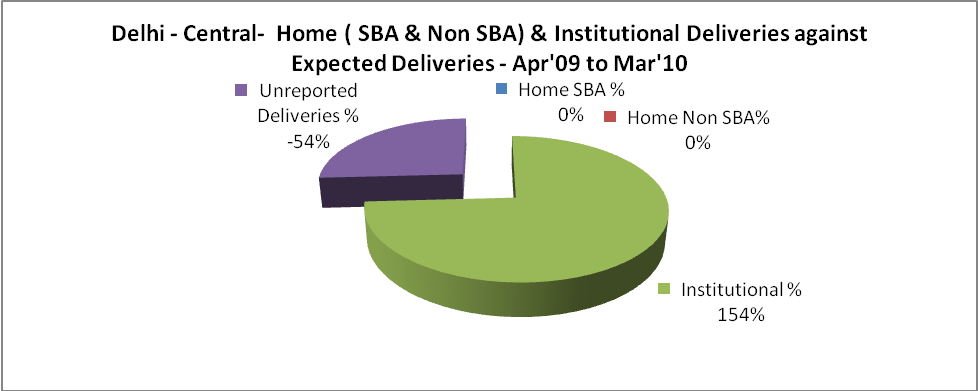 Delhi - Central-  Home ( SBA & Non SBA) & Institutional Deliveries against
Expected Deliveries - Apr'09 to Mar'10
Unreported
Deliveries %
-54%
Home SBA %
0%
Home Non SBA%
0%
Institutional %
154%